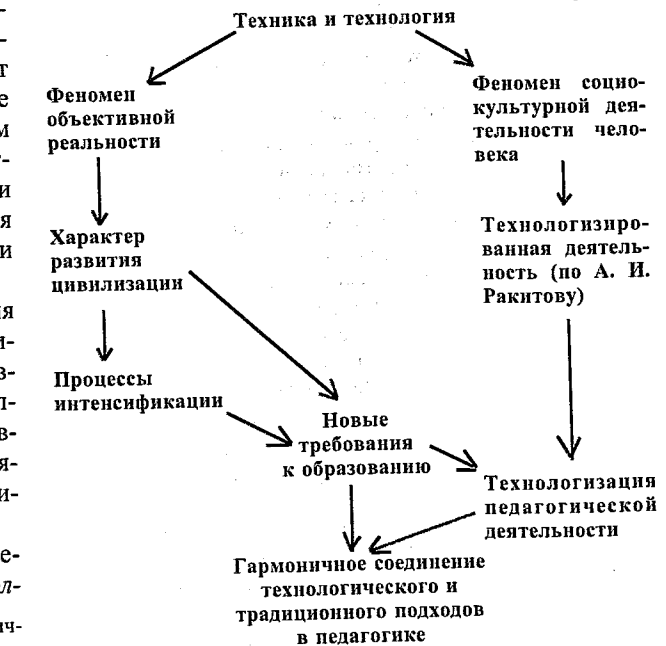 Техника и технология
Феномен
объективной
реальности
Феномен социо-
культурной дея-
тельности чело-
века
Характер
развития
цивилизации
Технологизиро-
ванная деятель-
ность (по А. И.
Ракитову)
Процессы
интенсификации
Новые
требования
к образованию
Технологизация
педагогической
деятельности
Гармоничное соединение
технологического и
традиционного подходов
в педагогике